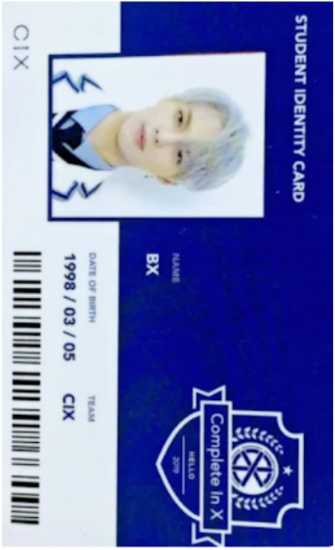 STUDENT IDENTITY CARD
NAME
BX
DATE OF BIRTH
1998 / 03 / 05
TEAM
CIX
Complete In X
HELLO
2019
CIX